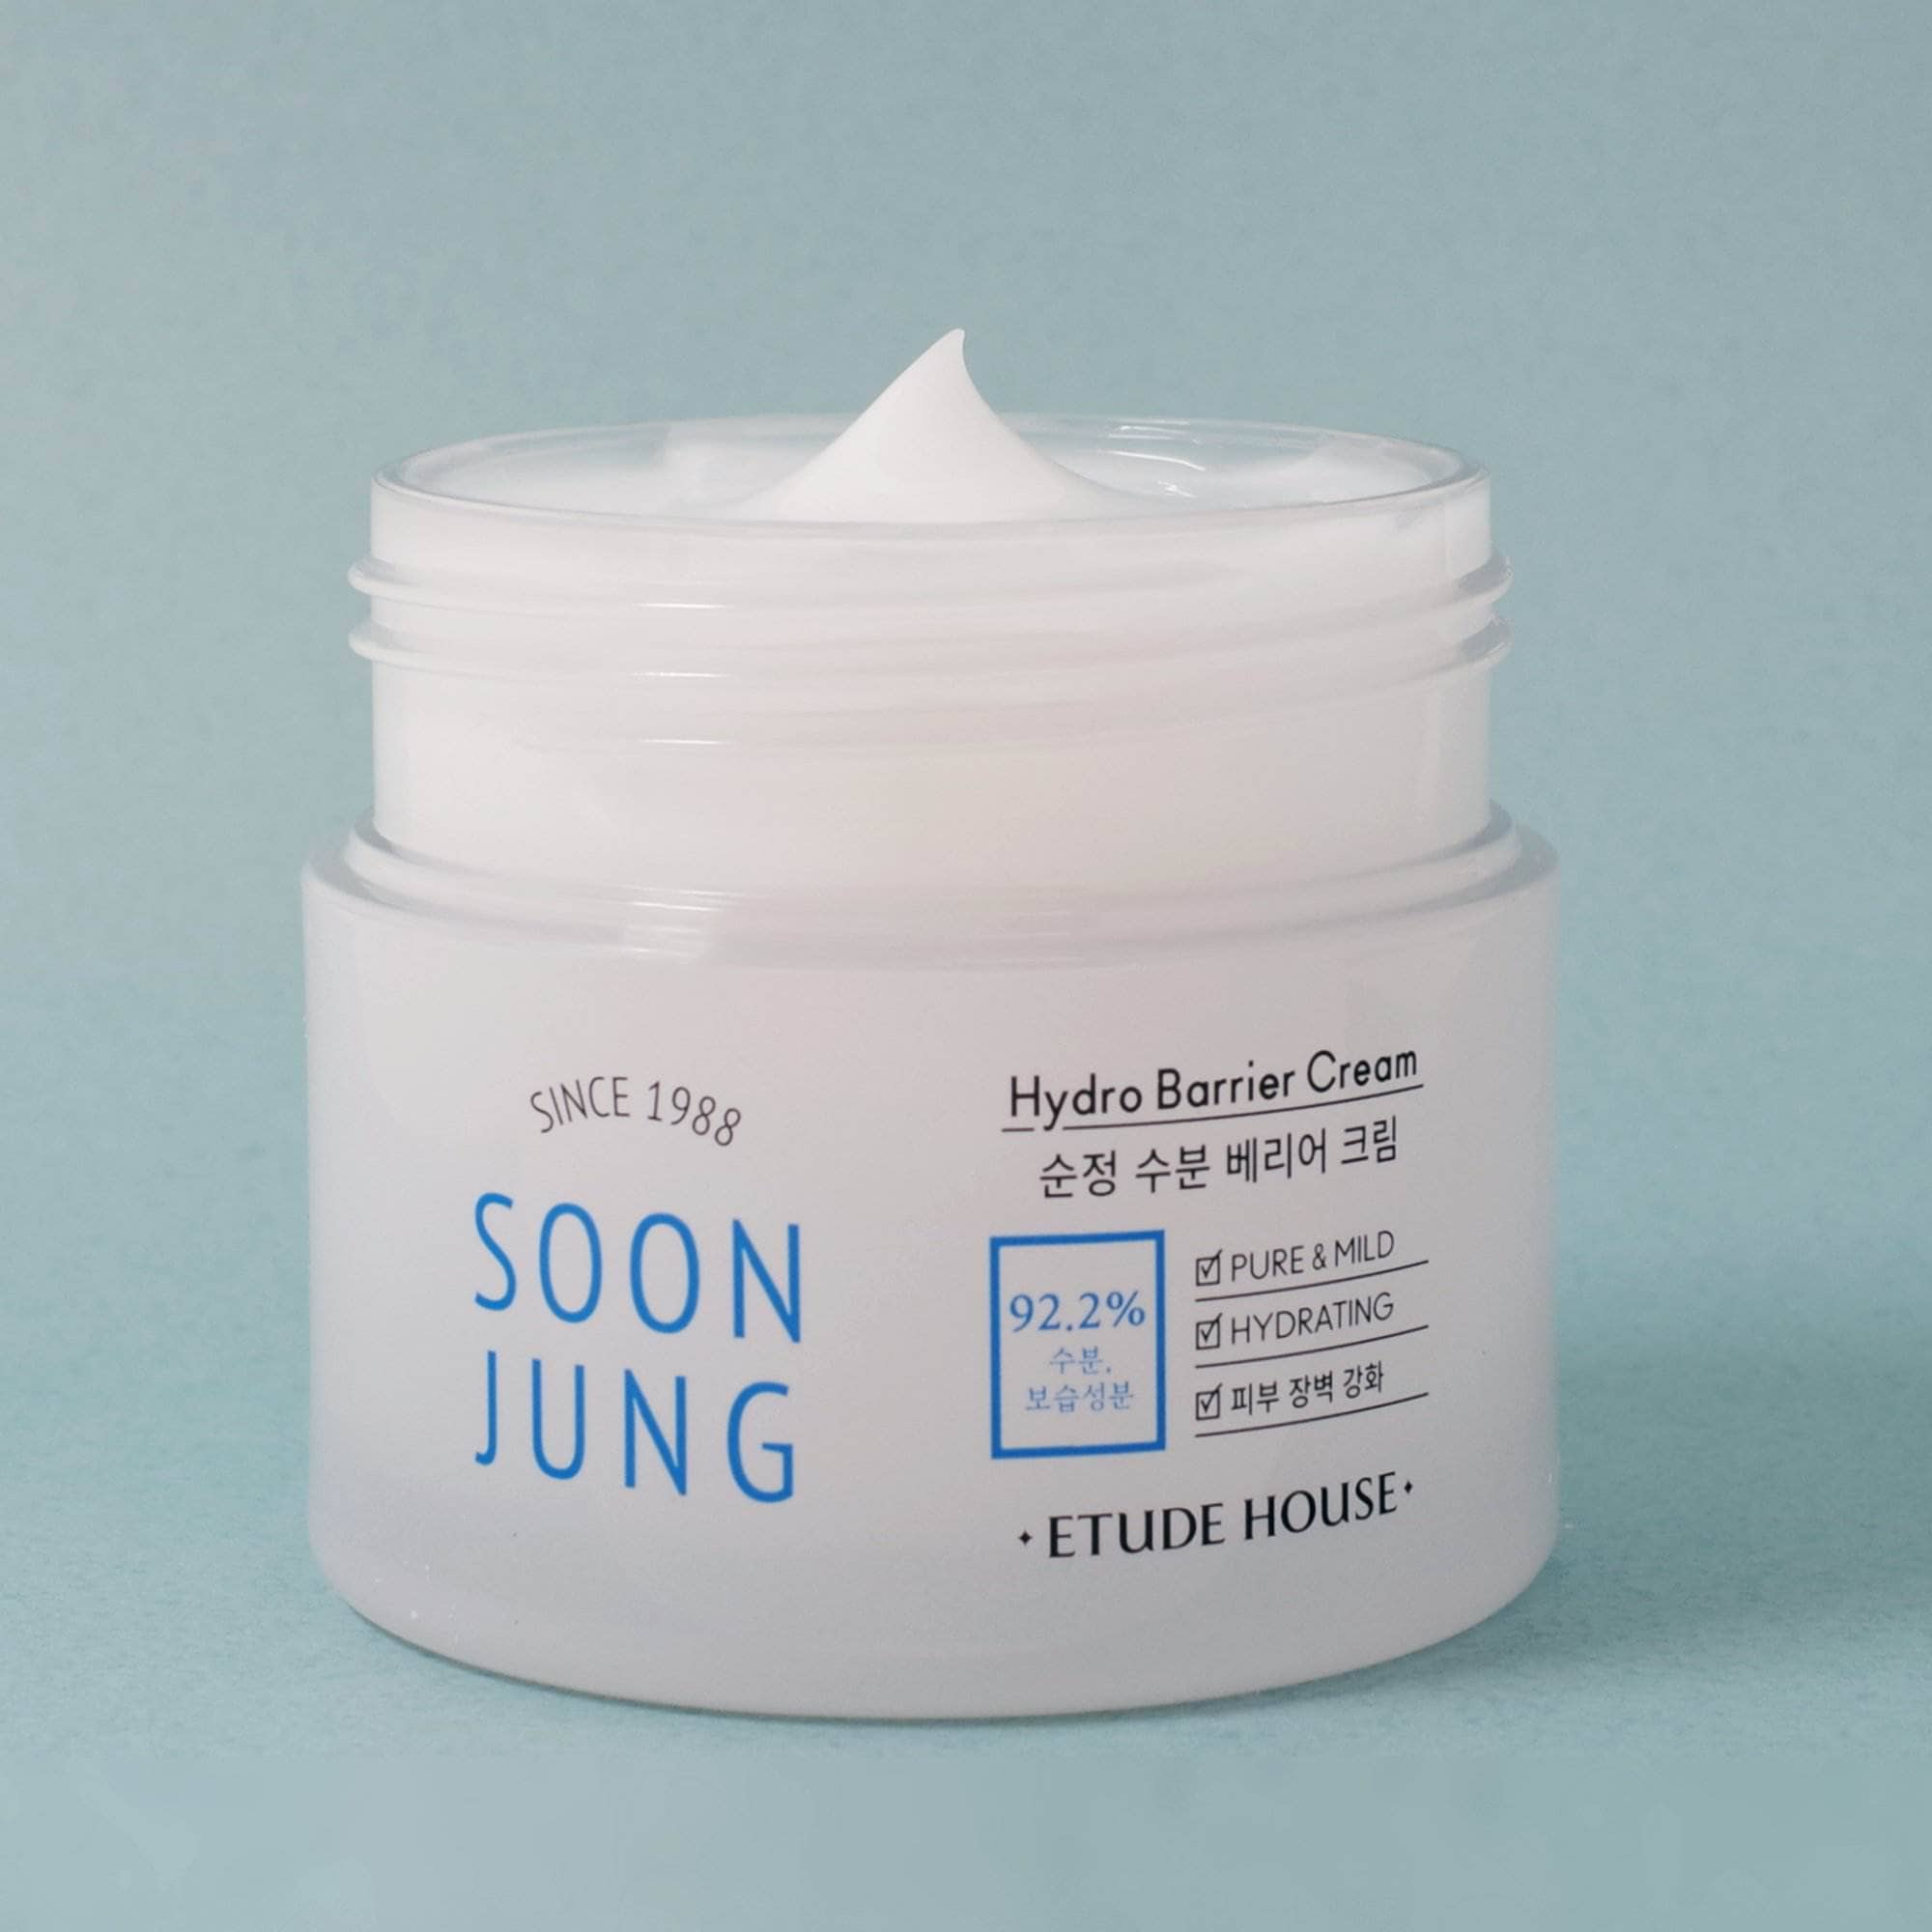 SINCE 1988
SOON
JUNG
Hydro Barrier Cream
순정 수분 베리어 크림
92.2%
수분,
보습성분
PURE & MILD
HYDRATING
피부 장벽 강화
ETUDE HOUSE